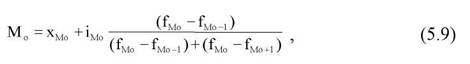 M_o = x_Mo + i_Mo (f_Mo − f_Mo−1) / ((f_Mo − f_Mo−1) + (f_Mo − f_Mo+1)) , (5.9)